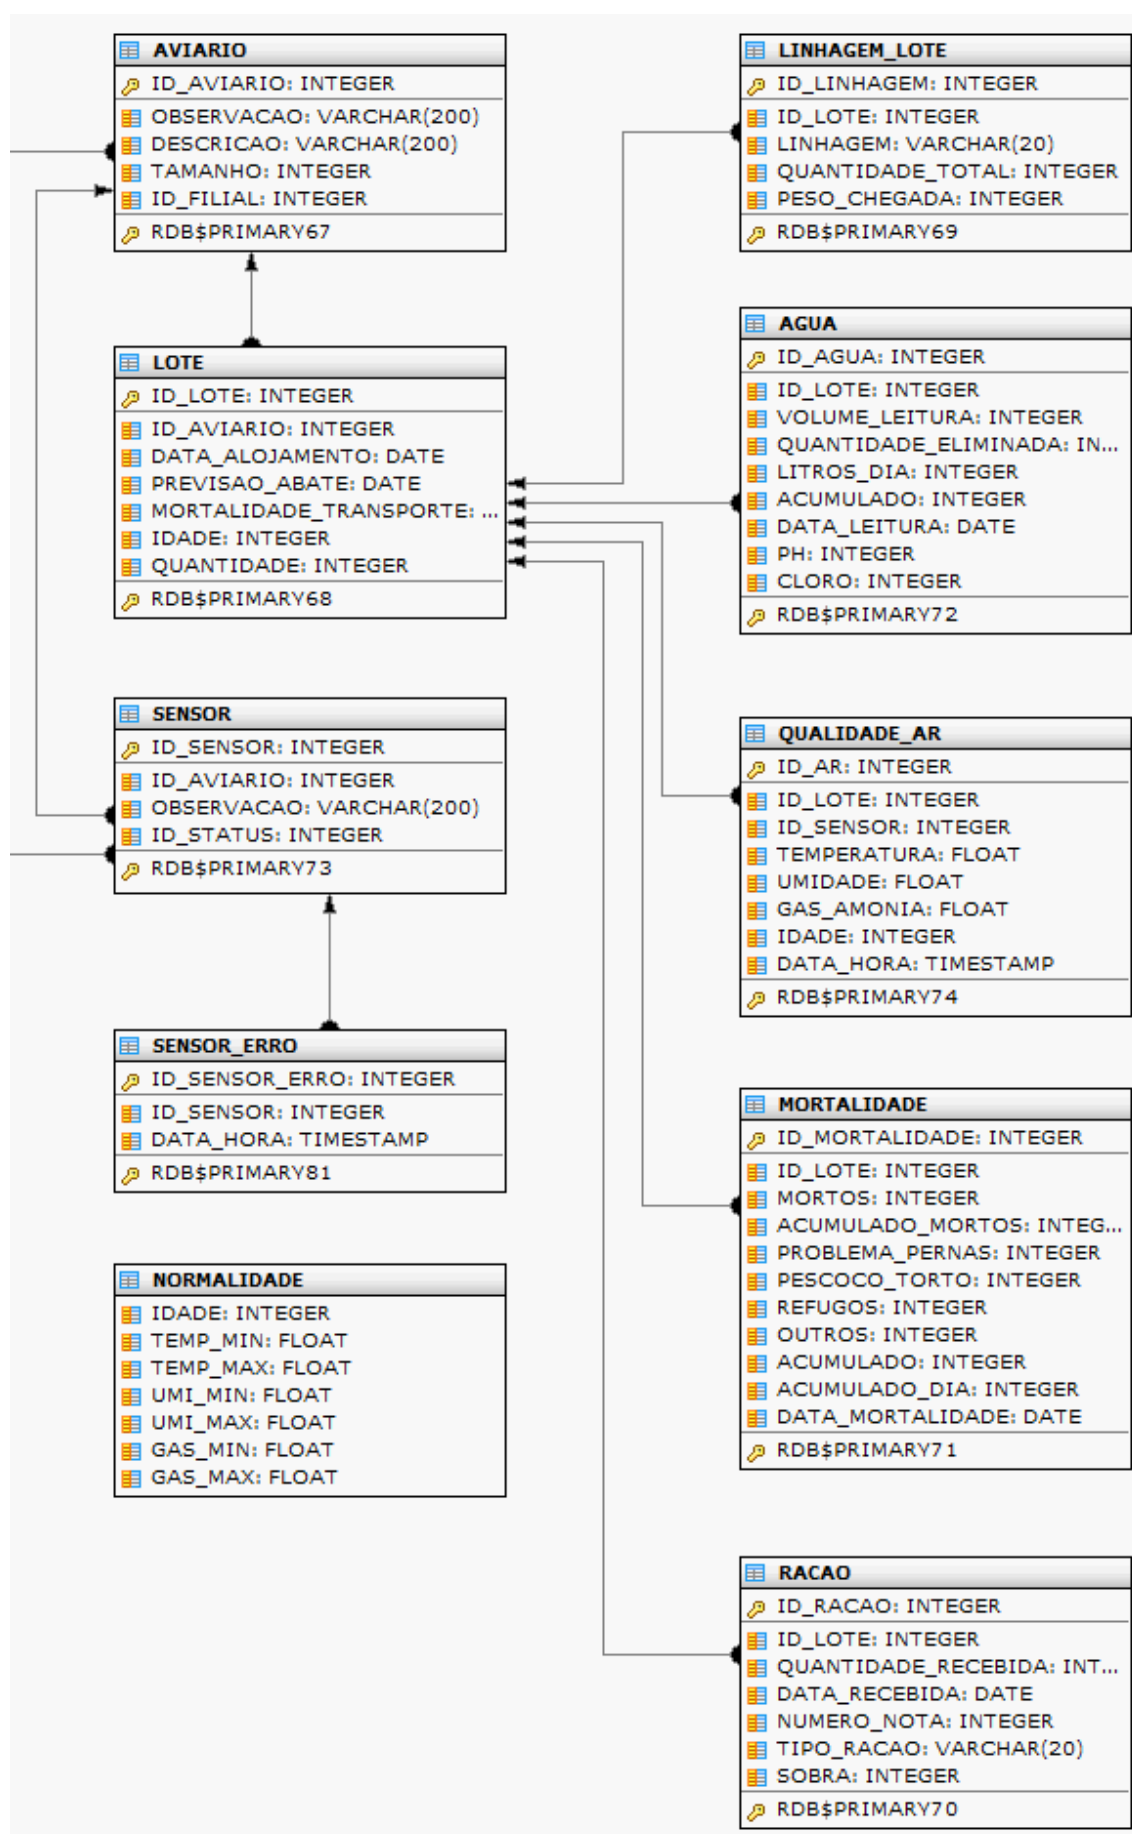 AVIARIO
ID_AVIARIO: INTEGER
OBSERVACAO: VARCHAR(200)
DESCRICAO: VARCHAR(200)
TAMANHO: INTEGER
ID_FILIAL: INTEGER
RDB$PRIMARY67
LOTE
ID_LOTE: INTEGER
ID_AVIARIO: INTEGER
DATA_ALOJAMENTO: DATE
PREVISAO_ABATE: DATE
MORTALIDADE_TRANSPORTE: ...
IDADE: INTEGER
QUANTIDADE: INTEGER
RDB$PRIMARY68
SENSOR
ID_SENSOR: INTEGER
ID_AVIARIO: INTEGER
OBSERVACAO: VARCHAR(200)
ID_STATUS: INTEGER
RDB$PRIMARY73
SENSOR_ERRO
ID_SENSOR_ERRO: INTEGER
ID_SENSOR: INTEGER
DATA_HORA: TIMESTAMP
RDB$PRIMARY81
NORMALIDADE
IDADE: INTEGER
TEMP_MIN: FLOAT
TEMP_MAX: FLOAT
UMI_MIN: FLOAT
UMI_MAX: FLOAT
GAS_MIN: FLOAT
GAS_MAX: FLOAT
LINHAGEM_LOTE
ID_LINHAGEM: INTEGER
ID_LOTE: INTEGER
LINHAGEM: VARCHAR(20)
QUANTIDADE_TOTAL: INTEGER
PESO_CHEGADA: INTEGER
RDB$PRIMARY69
AGUA
ID_AGUA: INTEGER
ID_LOTE: INTEGER
VOLUME_LEITURA: INTEGER
QUANTIDADE_ELIMINADA: IN...
LITROS_DIA: INTEGER
ACUMULADO: INTEGER
DATA_LEITURA: DATE
PH: INTEGER
CLORO: INTEGER
RDB$PRIMARY72
QUALIDADE_AR
ID_AR: INTEGER
ID_LOTE: INTEGER
ID_SENSOR: INTEGER
TEMPERATURA: FLOAT
UMIDADE: FLOAT
GAS_AMONIA: FLOAT
IDADE: INTEGER
DATA_HORA: TIMESTAMP
RDB$PRIMARY74
MORTALIDADE
ID_MORTALIDADE: INTEGER
ID_LOTE: INTEGER
MORTOS: INTEGER
ACUMULADO_MORTOS: INTEG...
PROBLEMA_PERNAS: INTEGER
PESCOCO_TORTO: INTEGER
REFUGOS: INTEGER
OUTROS: INTEGER
ACUMULADO: INTEGER
ACUMULADO_DIA: INTEGER
DATA_MORTALIDADE: DATE
RDB$PRIMARY71
RACAO
ID_RACAO: INTEGER
ID_LOTE: INTEGER
QUANTIDADE_RECEBIDA: INT...
DATA_RECEBIDA: DATE
NUMERO_NOTA: INTEGER
TIPO_RACAO: VARCHAR(20)
SOBRA: INTEGER
RDB$PRIMARY70